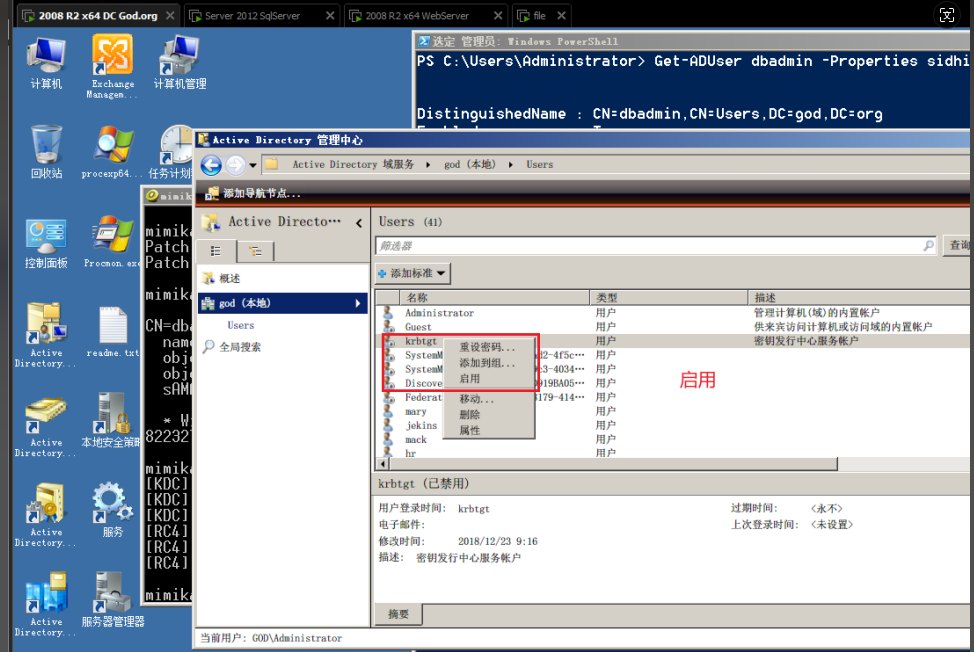 2008 R2 x64 DC God.org
Server 2012 SqlServer
2008 R2 x64 WebServer
file
计算机
Exchange Managem...
计算机管理
回收站
procexp64...
任务计划
控制面板
Procmon.exe
Active Directory...
readme.txt
Active Directory...
本地安全策略
Active Directory...
服务
Active Directory...
服务器管理器
选定 管理员: Windows PowerShell
PS C:\Users\Administrator> Get-ADUser dbadmin -Properties sidhi
DistinguishedName : CN=dbadmin,CN=Users,DC=god,DC=org
mimik
mimik
Patch
Patch
mimik
CN=dba
name
obje
obje
sAMA
* Wi
82232
mimik
[KDC]
[KDC]
[KDC]
[RC4]
[RC4]
[RC4]
mimik
Active Directory 管理中心
Active Directory 域服务
god (本地)
Users
添加导航节点...
Active Directo…
概述
god (本地)
Users
全局搜索
Users (41)
筛选器
查询
添加标准
名称 类型 描述
Administrator 用户 管理计算机(域)的内置帐户
Guest 用户 供来宾访问计算机或访问域的内置帐户
krbtgt 用户 密钥发行中心服务帐户
SystemM d2-4f5c… 用户
SystemM c3-4034… 用户
Discove 919BA05… 用户
Federat 3179-414… 用户
mary 用户
jekins 用户
mack 用户
hr 用户
重设密码...
添加到组...
启用
移动...
删除
属性
启用
krbtgt (已禁用)
用户登录时间: krbtgt 过期时间: <永不>
电子邮件: 上次登录时间: <未设置>
修改时间: 2018/12/23 9:16
描述: 密钥发行中心服务帐户
摘要
当前用户: GOD\Administrator